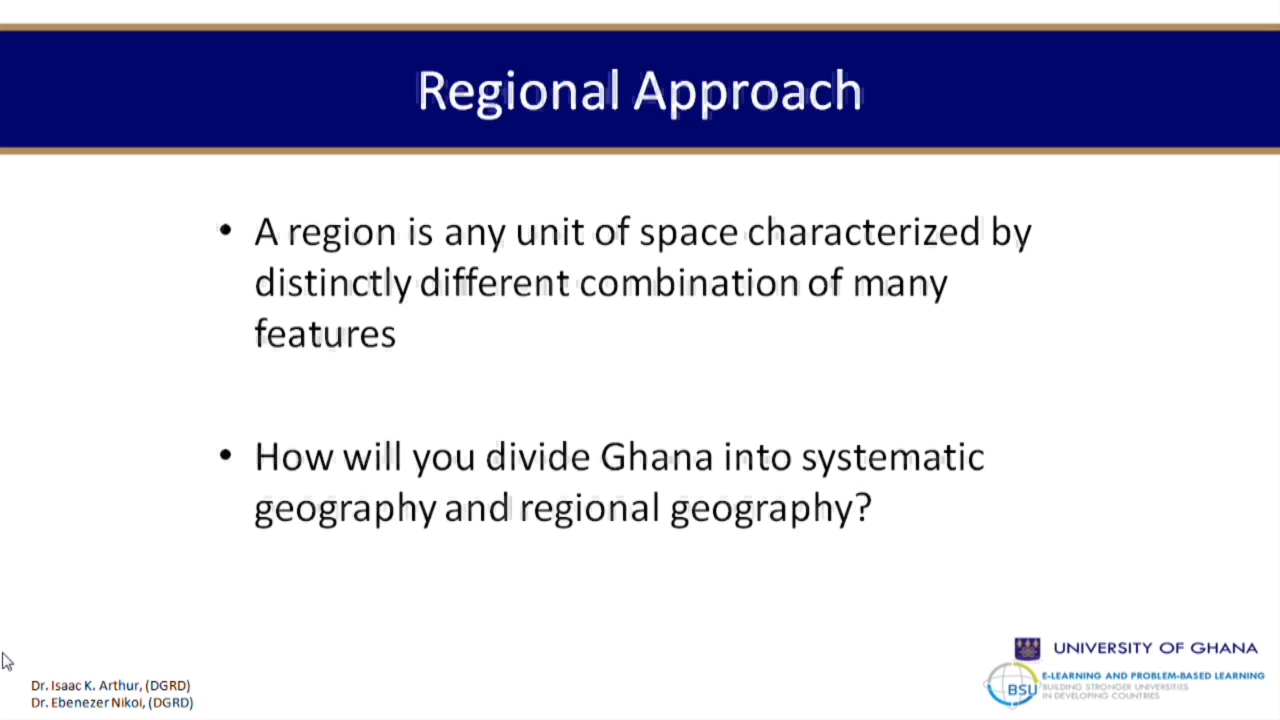 Regional Approach
• A region is any unit of space characterized by
distinctly different combination of many
features
• How will you divide Ghana into systematic
geography and regional geography?
Dr. Isaac K. Arthur, (DGRD)
Dr. Ebenezer Nikoi, (DGRD)
UNIVERSITY OF GHANA
BSU
E-LEARNING AND PROBLEM-BASED LEARNING
BUILDING STRONGER UNIVERSITIES
IN DEVELOPING COUNTRIES